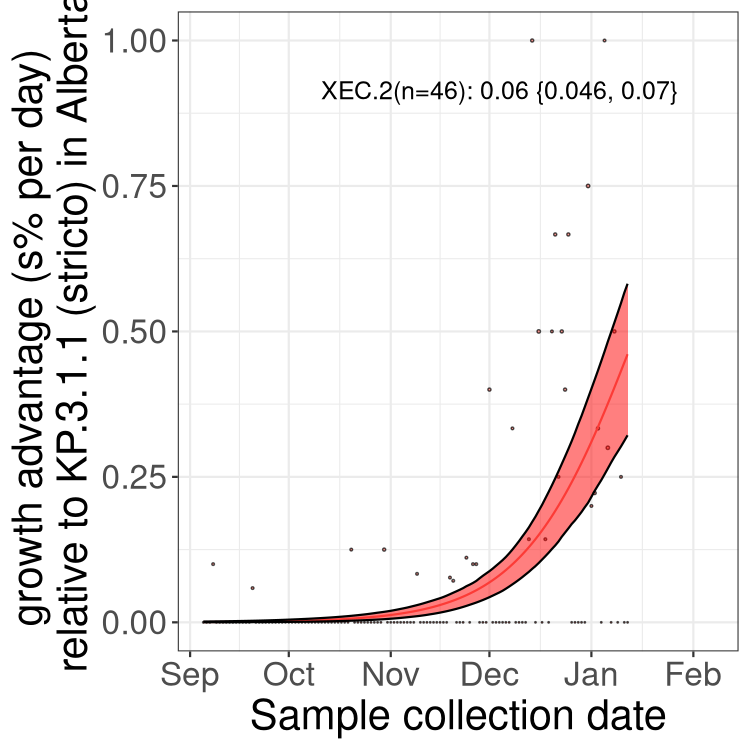 growth advantage (s% per day)
relative to KP.3.1.1 (stricto) in Alberta
1.00
0.75
0.50
0.25
0.00
XEC.2(n=46): 0.06 {0.046, 0.07}
Sep Oct Nov Dec Jan Feb
Sample collection date